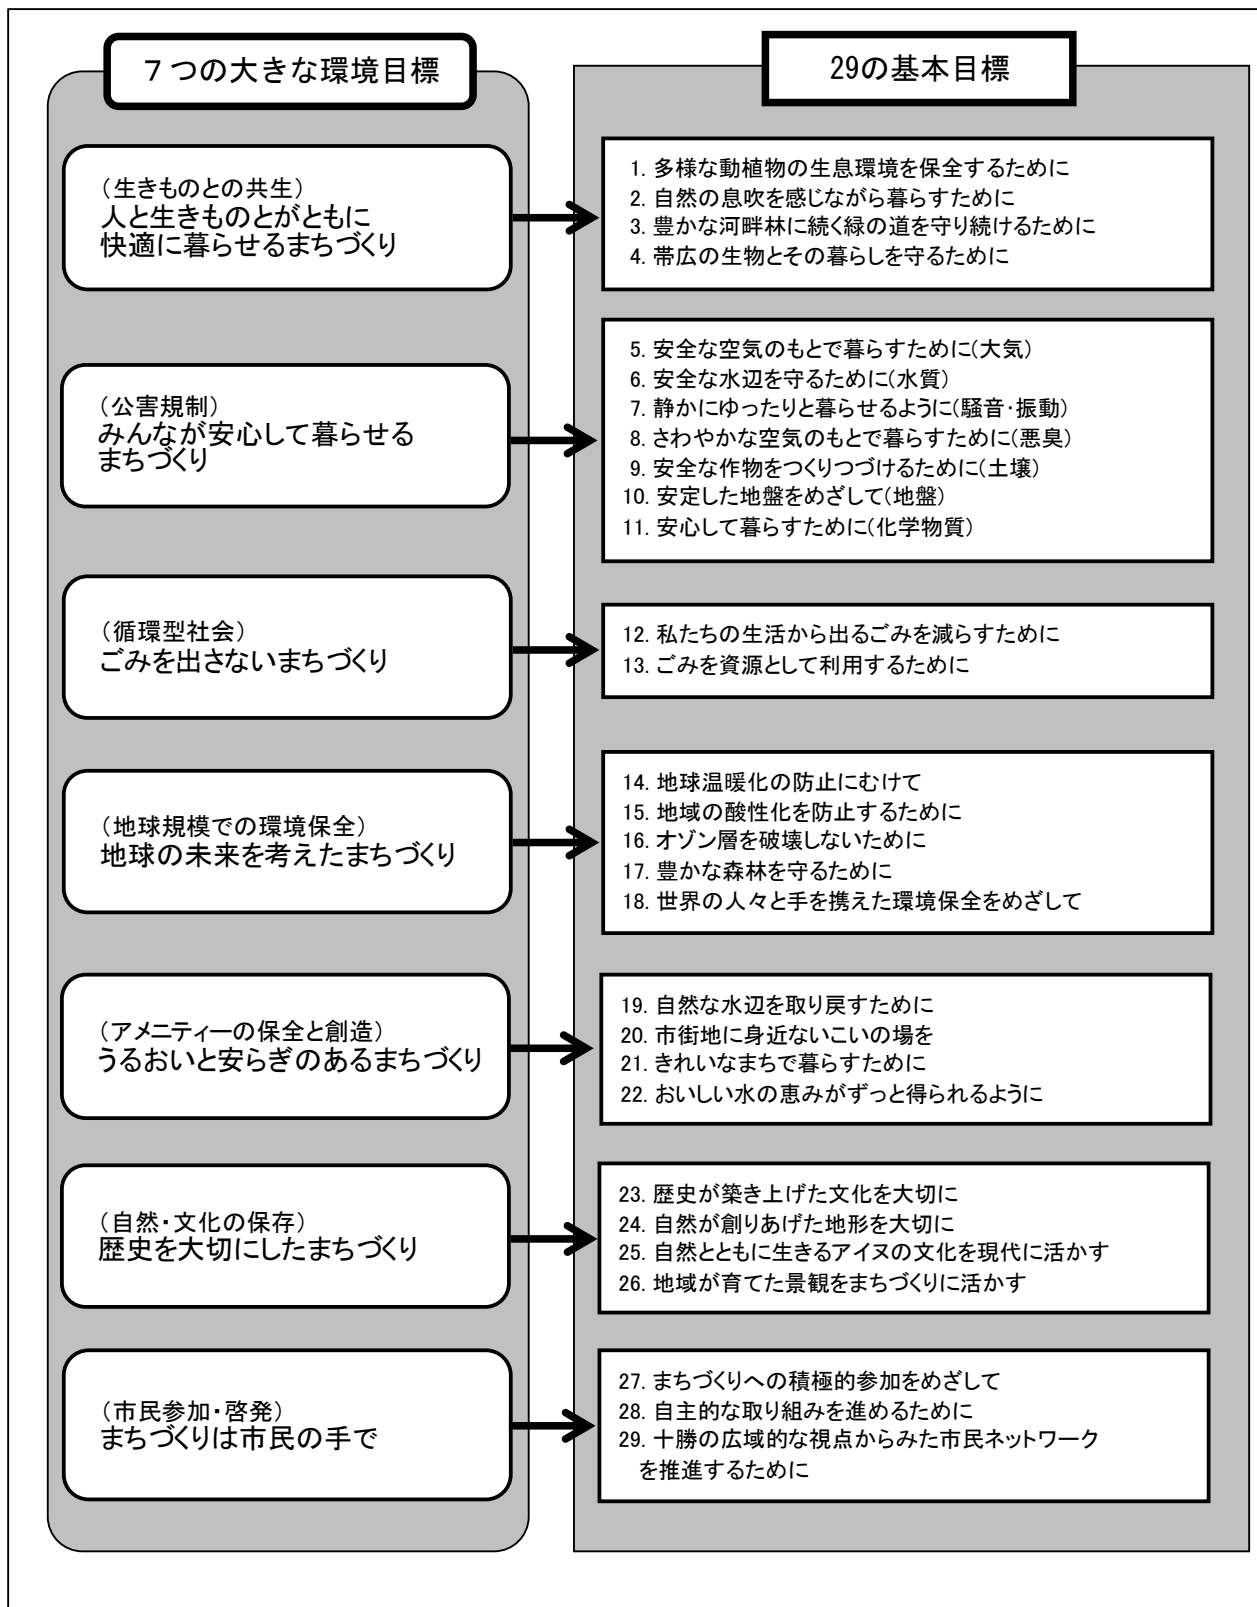 7つの大きな環境目標
29の基本目標
(生きものとの共生)
人と生きものとがともに
快適に暮らせるまちづくり
1. 多様な動植物の生息環境を保全するために
2. 自然の息吹を感じながら暮らすために
3. 豊かな河畔林に続く緑の道を守り続けるために
4. 帯広の生物とその暮らしを守るために
(公害規制)
みんなが安心して暮らせる
まちづくり
5. 安全な空気のもとで暮らすために(大気)
6. 安全な水辺を守るために(水質)
7. 静かにゆったりと暮らせるように(騒音・振動)
8. さわやかな空気のもとで暮らすために(悪臭)
9. 安全な作物をつくりつづけるために(土壌)
10. 安定した地盤をめざして(地盤)
11. 安心して暮らすために(化学物質)
(循環型社会)
ごみを出さないまちづくり
12. 私たちの生活から出るごみを減らすために
13. ごみを資源として利用するために
(地球規模での環境保全)
地球の未来を考えたまちづくり
14. 地球温暖化の防止にむけて
15. 地域の酸性化を防止するために
16. オゾン層を破壊しないために
17. 豊かな森林を守るために
18. 世界の人々と手を携えた環境保全をめざして
(アメニティーの保全と創造)
うるおいと安らぎのあるまちづくり
19. 自然な水辺を取り戻すために
20. 市街地に身近ないこいの場を
21. きれいなまちで暮らすために
22. おいしい水の恵みがずっと得られるように
(自然・文化の保存)
歴史を大切にしたまちづくり
23. 歴史が築き上げた文化を大切に
24. 自然が創りあげた地形を大切に
25. 自然とともに生きるアイヌの文化を現代に活かす
26. 地域が育てた景観をまちづくりに活かす
(市民参加・啓発)
まちづくりは市民の手で
27. まちづくりへの積極的参加をめざして
28. 自主的な取り組みを進めるために
29. 十勝の広域的な視点からみた市民ネットワーク
を推進するために